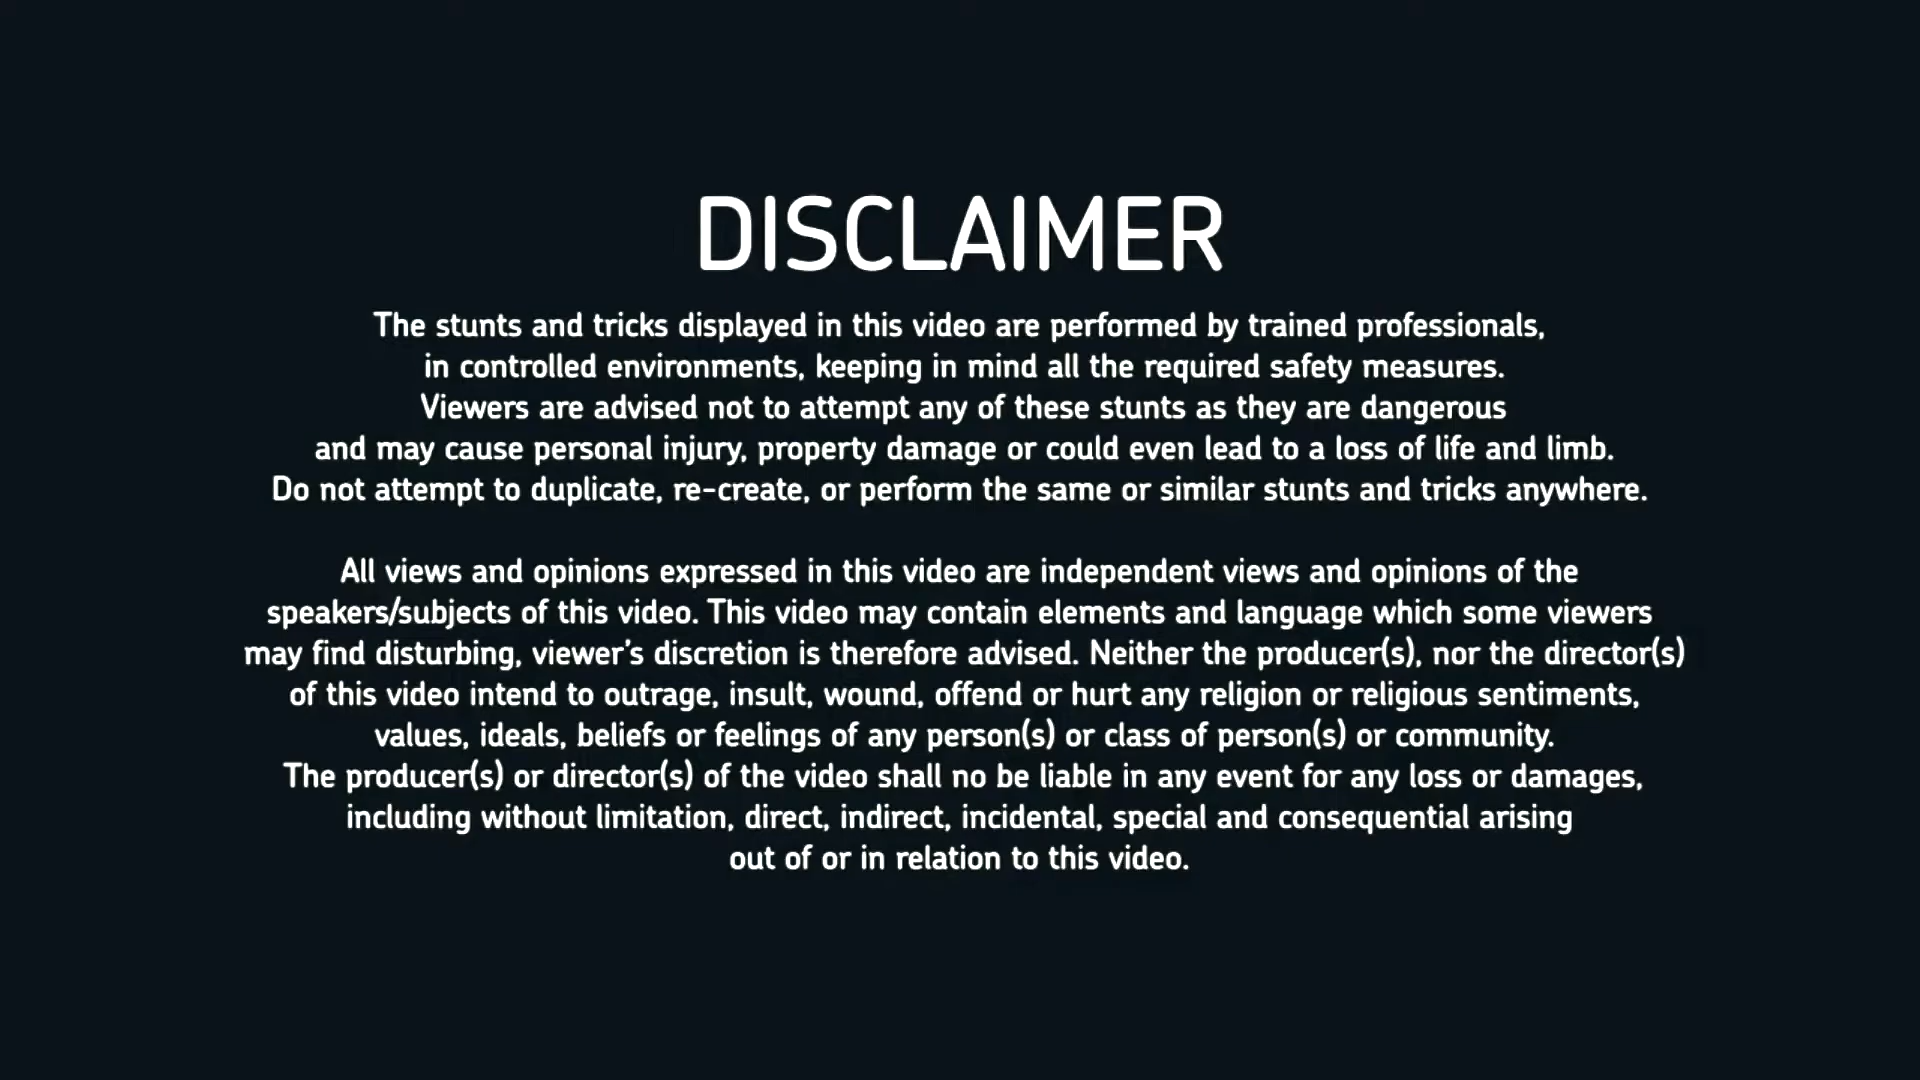 DISCLAIMER
The stunts and tricks displayed in this video are performed by trained professionals,
in controlled environments, keeping in mind all the required safety measures.
Viewers are advised not to attempt any of these stunts as they are dangerous
and may cause personal injury, property damage or could even lead to a loss of life and limb.
Do not attempt to duplicate, re-create, or perform the same or similar stunts and tricks anywhere.
All views and opinions expressed in this video are independent views and opinions of the
speakers/subjects of this video. This video may contain elements and language which some viewers
may find disturbing, viewer's discretion is therefore advised. Neither the producer(s), nor the director(s)
of this video intend to outrage, insult, wound, offend or hurt any religion or religious sentiments,
values, ideals, beliefs or feelings of any person(s) or class of person(s) or community.
The producer(s) or director(s) of the video shall no be liable in any event for any loss or damages,
including without limitation, direct, indirect, incidental, special and consequential arising
out of or in relation to this video.